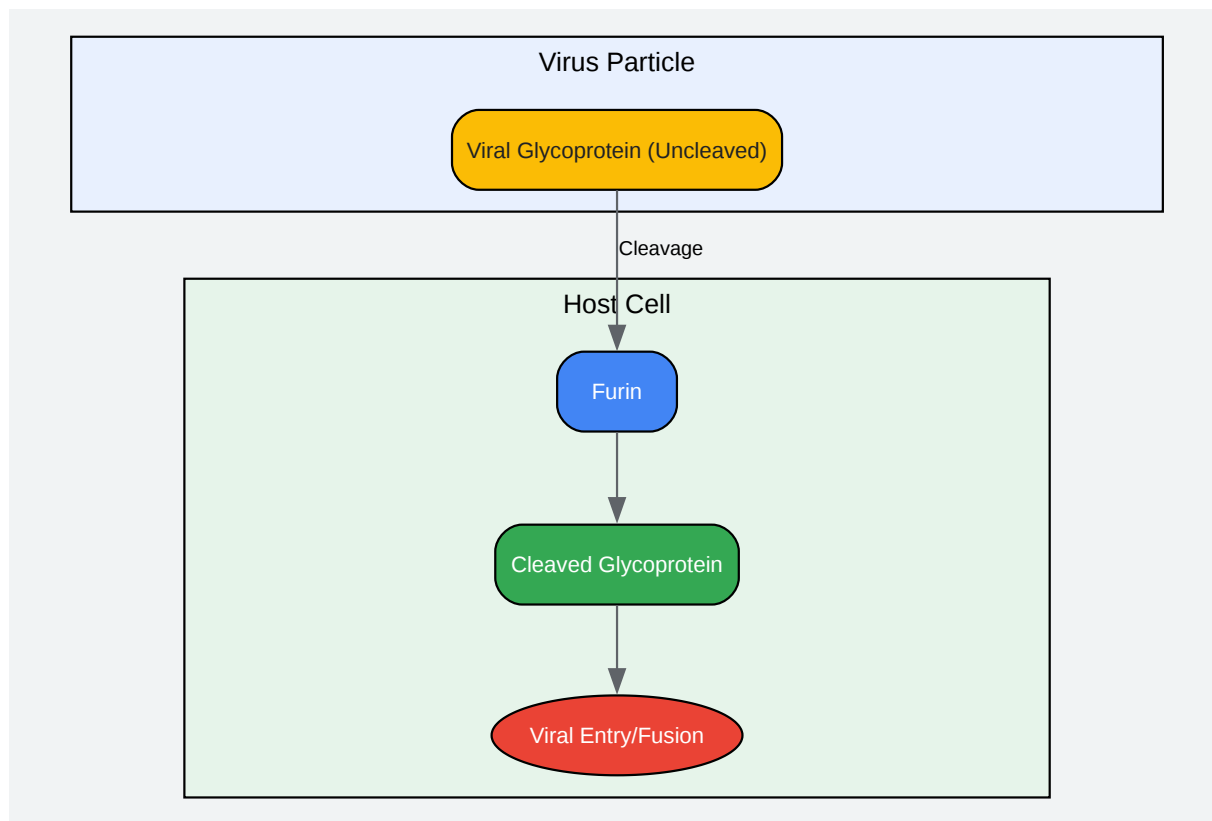 Virus Particle
Viral Glycoprotein (Uncleaved)
Cleavage
Host Cell
Furin
Cleaved Glycoprotein
Viral Entry/Fusion